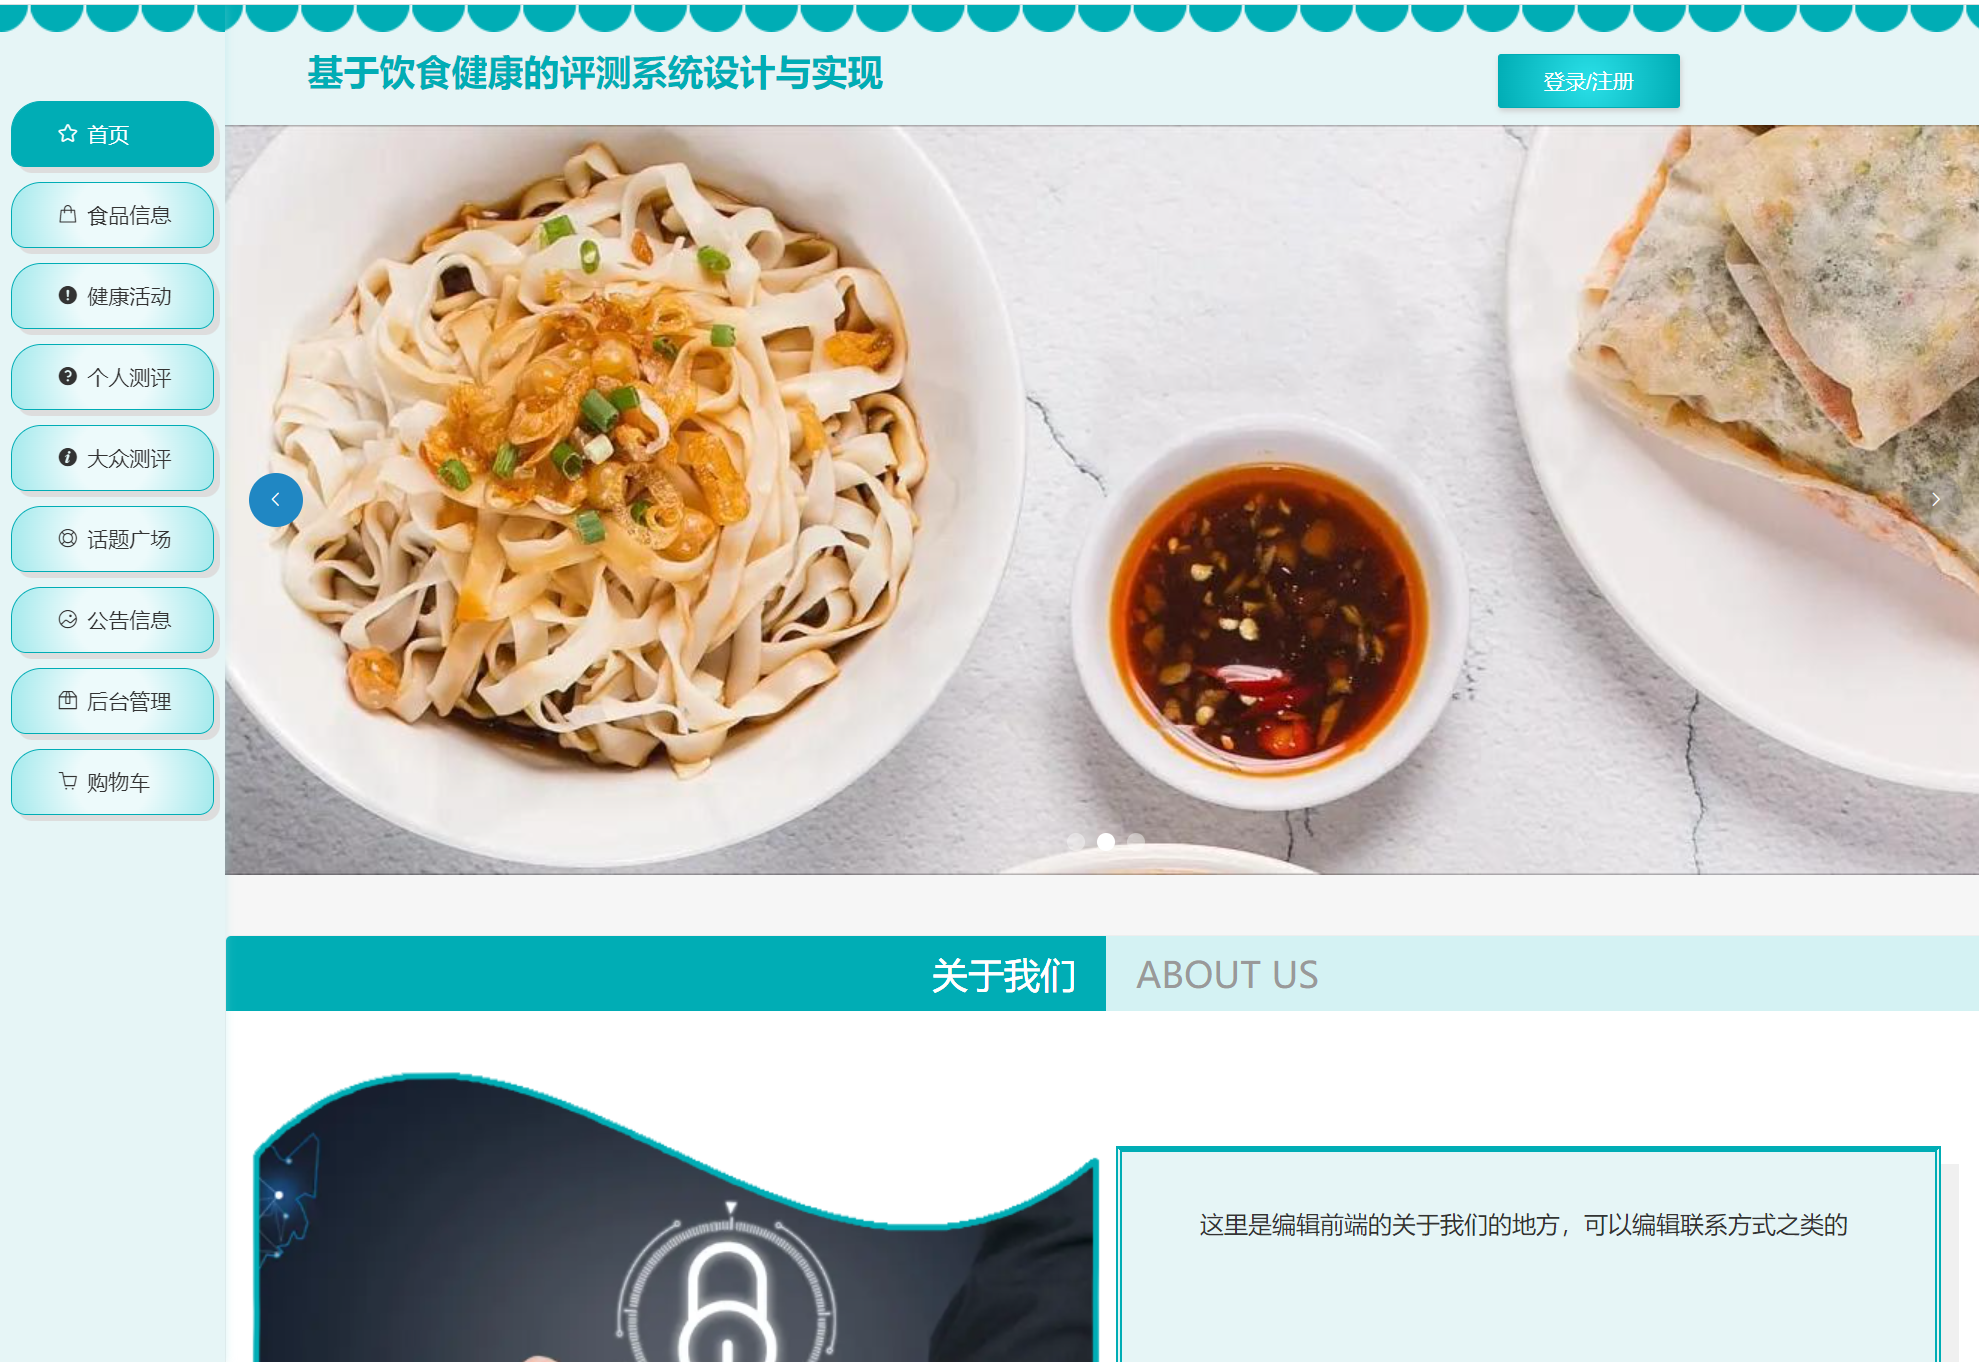 基于饮食健康的评测系统设计与实现
登录/注册
首页
食品信息
健康活动
个人测评
大众测评
话题广场
公告信息
后台管理
购物车
关于我们
ABOUT US
这里是编辑前端的关于我们的地方，可以编辑联系方式之类的